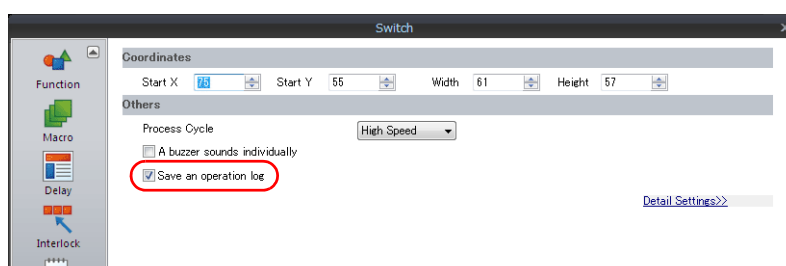 Switch
Coordinates
Start X 75 Start Y 55 Width 61 Height 57
Others
Process Cycle High Speed
A buzzer sounds individually
Save an operation log
Detail Settings>>
Function
Macro
Delay
Interlock